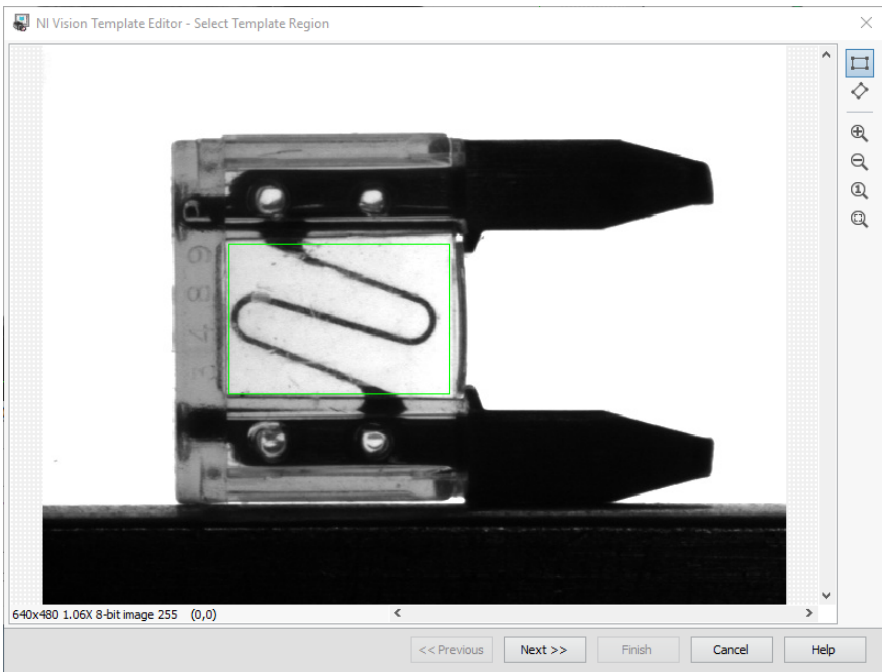 NI Vision Template Editor - Select Template Region
640x480 1.06X 8-bit image 255 (0,0)
<< Previous
Next >>
Finish
Cancel
Help